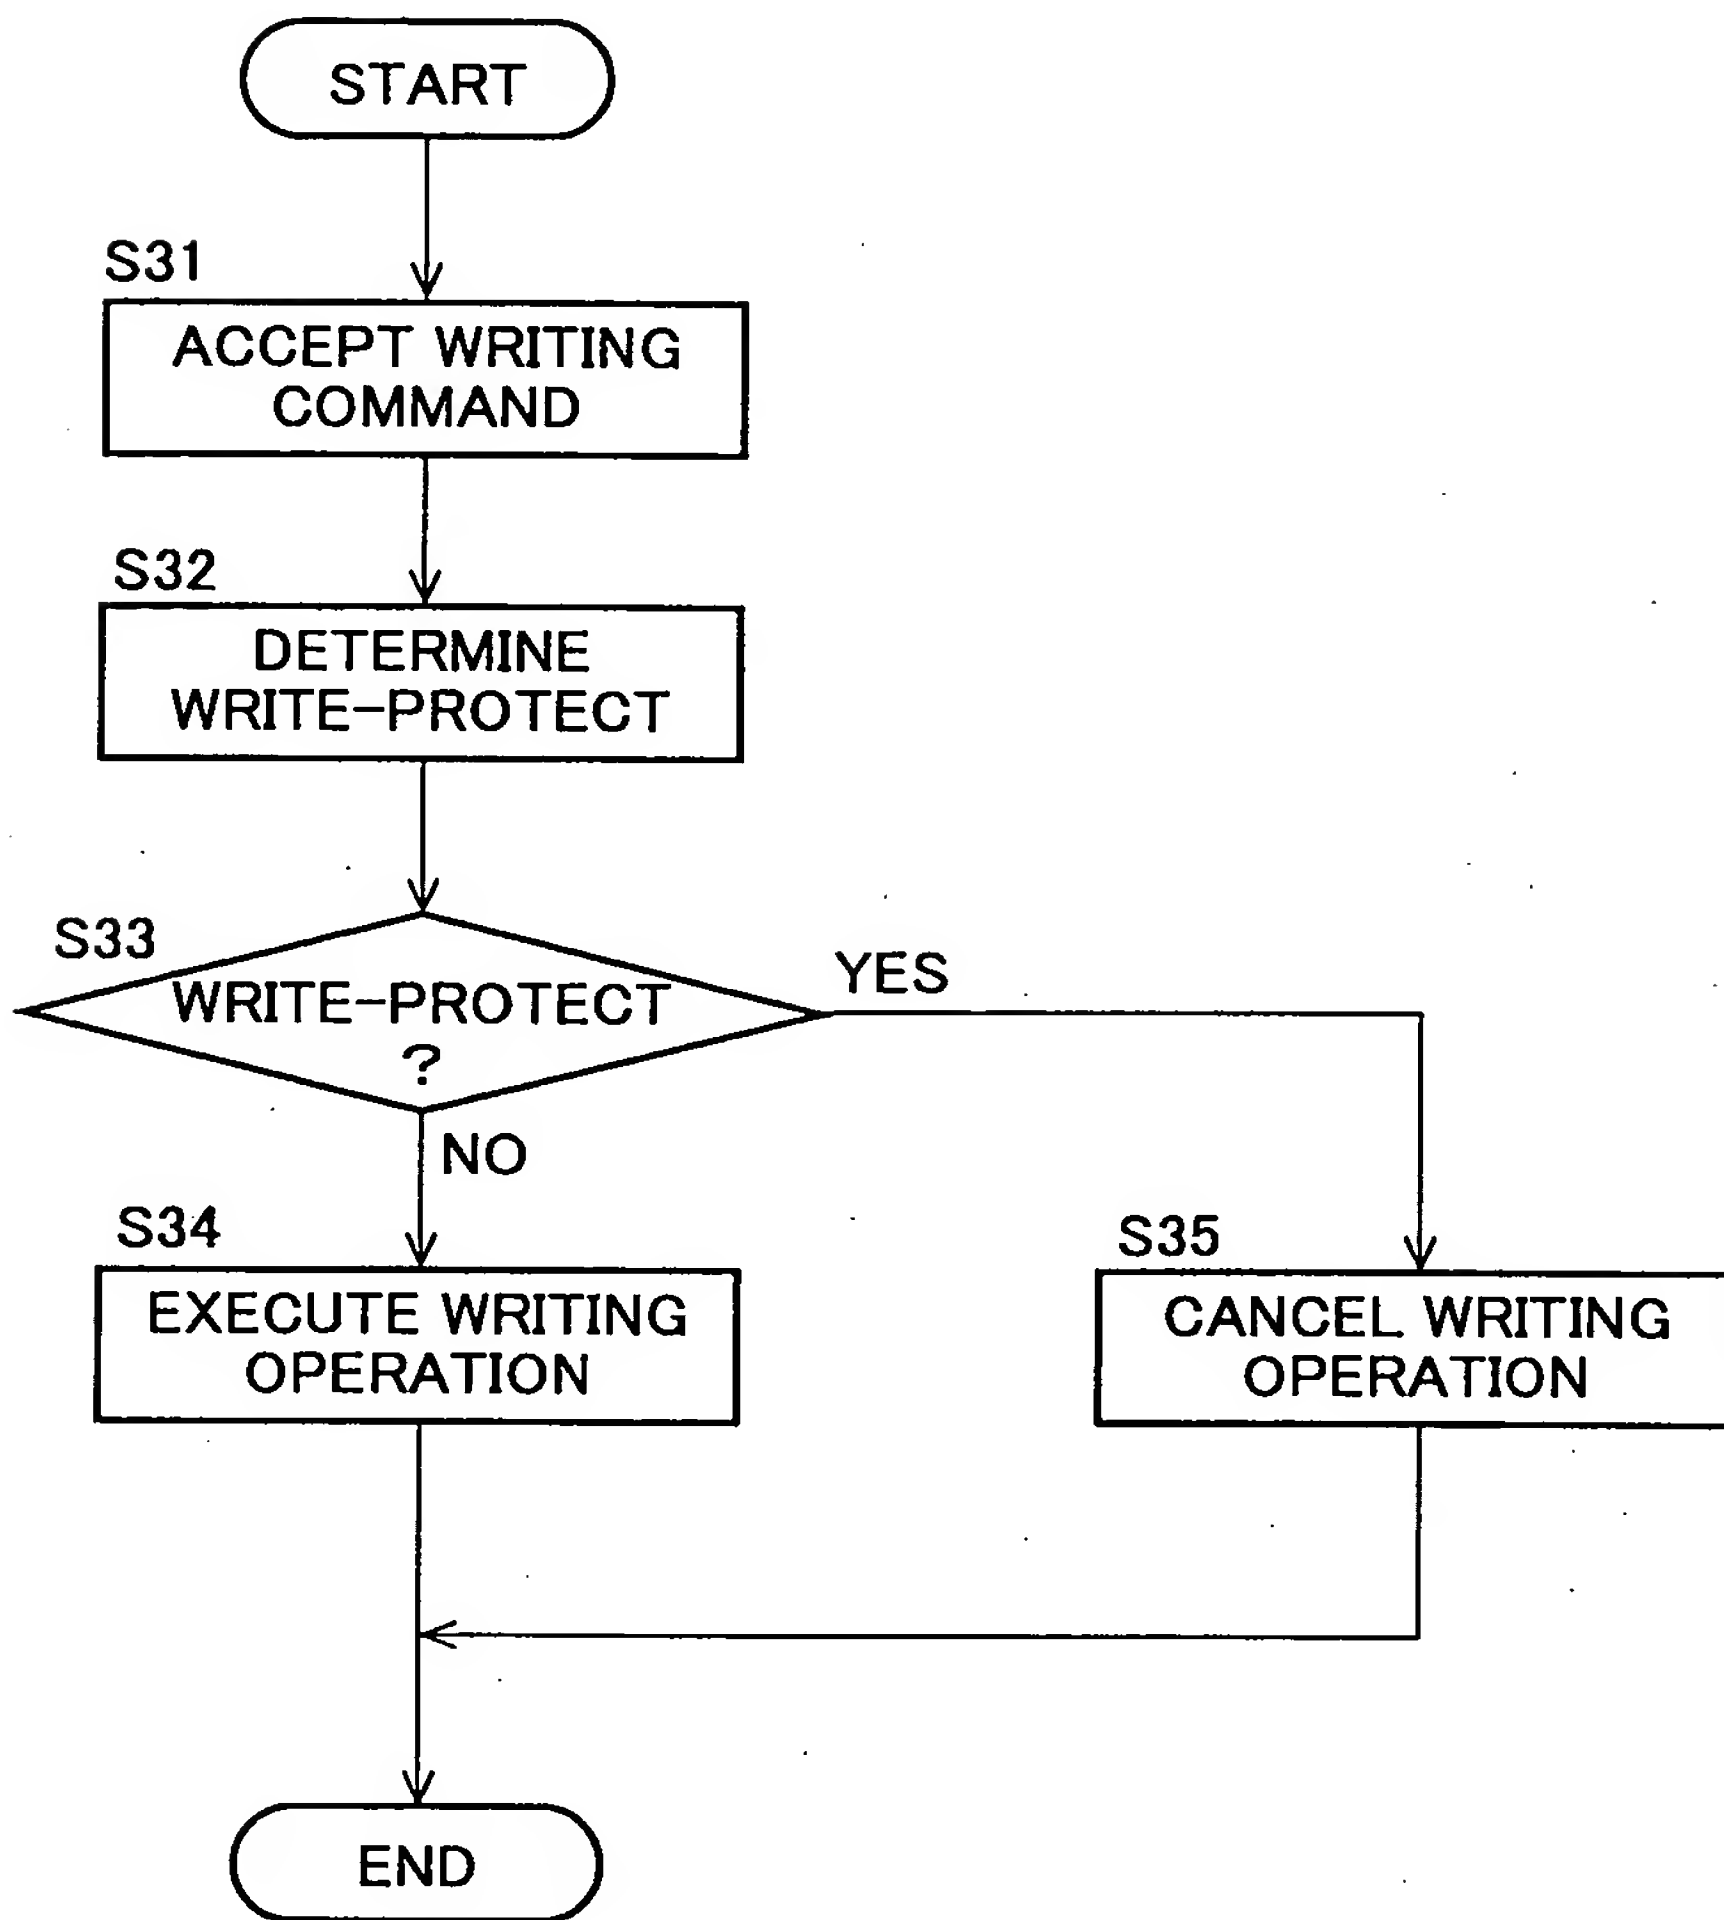 START
S31
ACCEPT WRITING
COMMAND
S32
DETERMINE
WRITE-PROTECT
S33
WRITE-PROTECT
?
YES
NO
S34
EXECUTE WRITING
OPERATION
S35
CANCEL WRITING
OPERATION
END